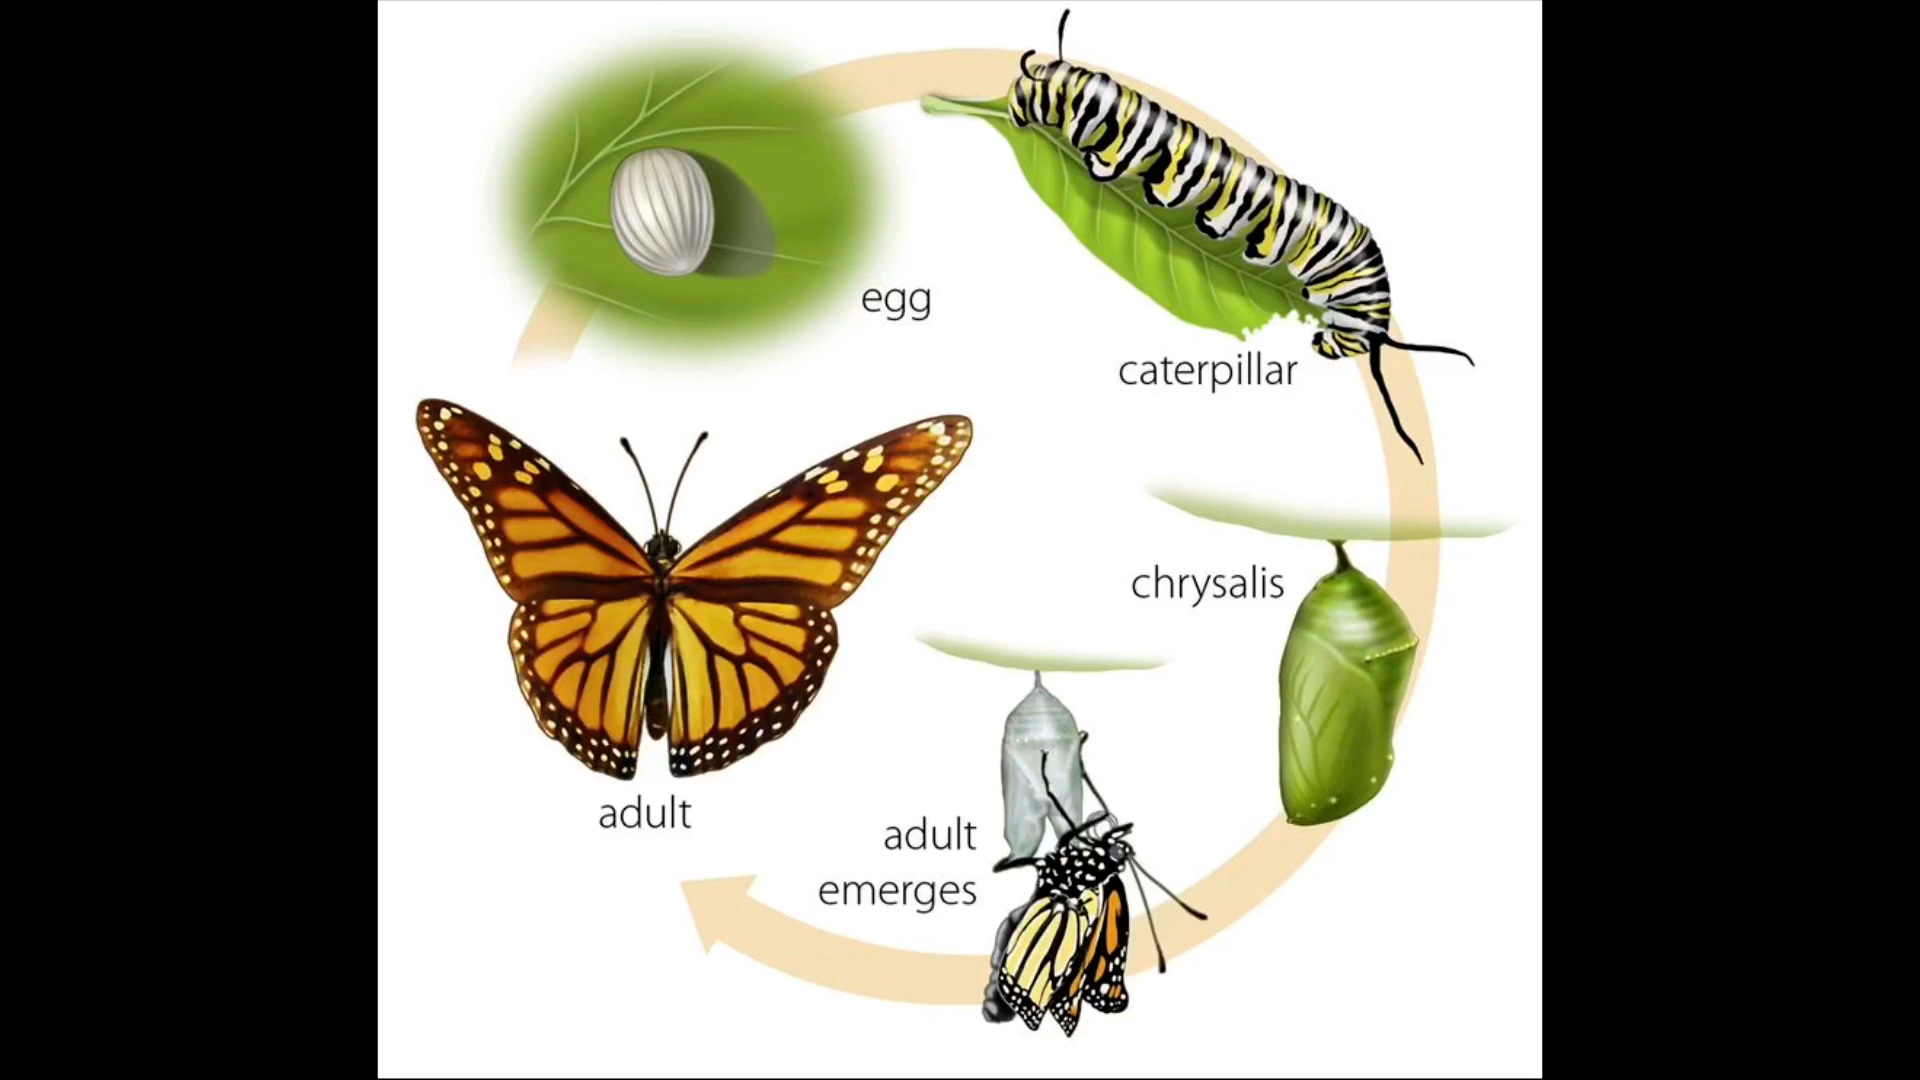 egg
caterpillar
chrysalis
adult
emerges
adult